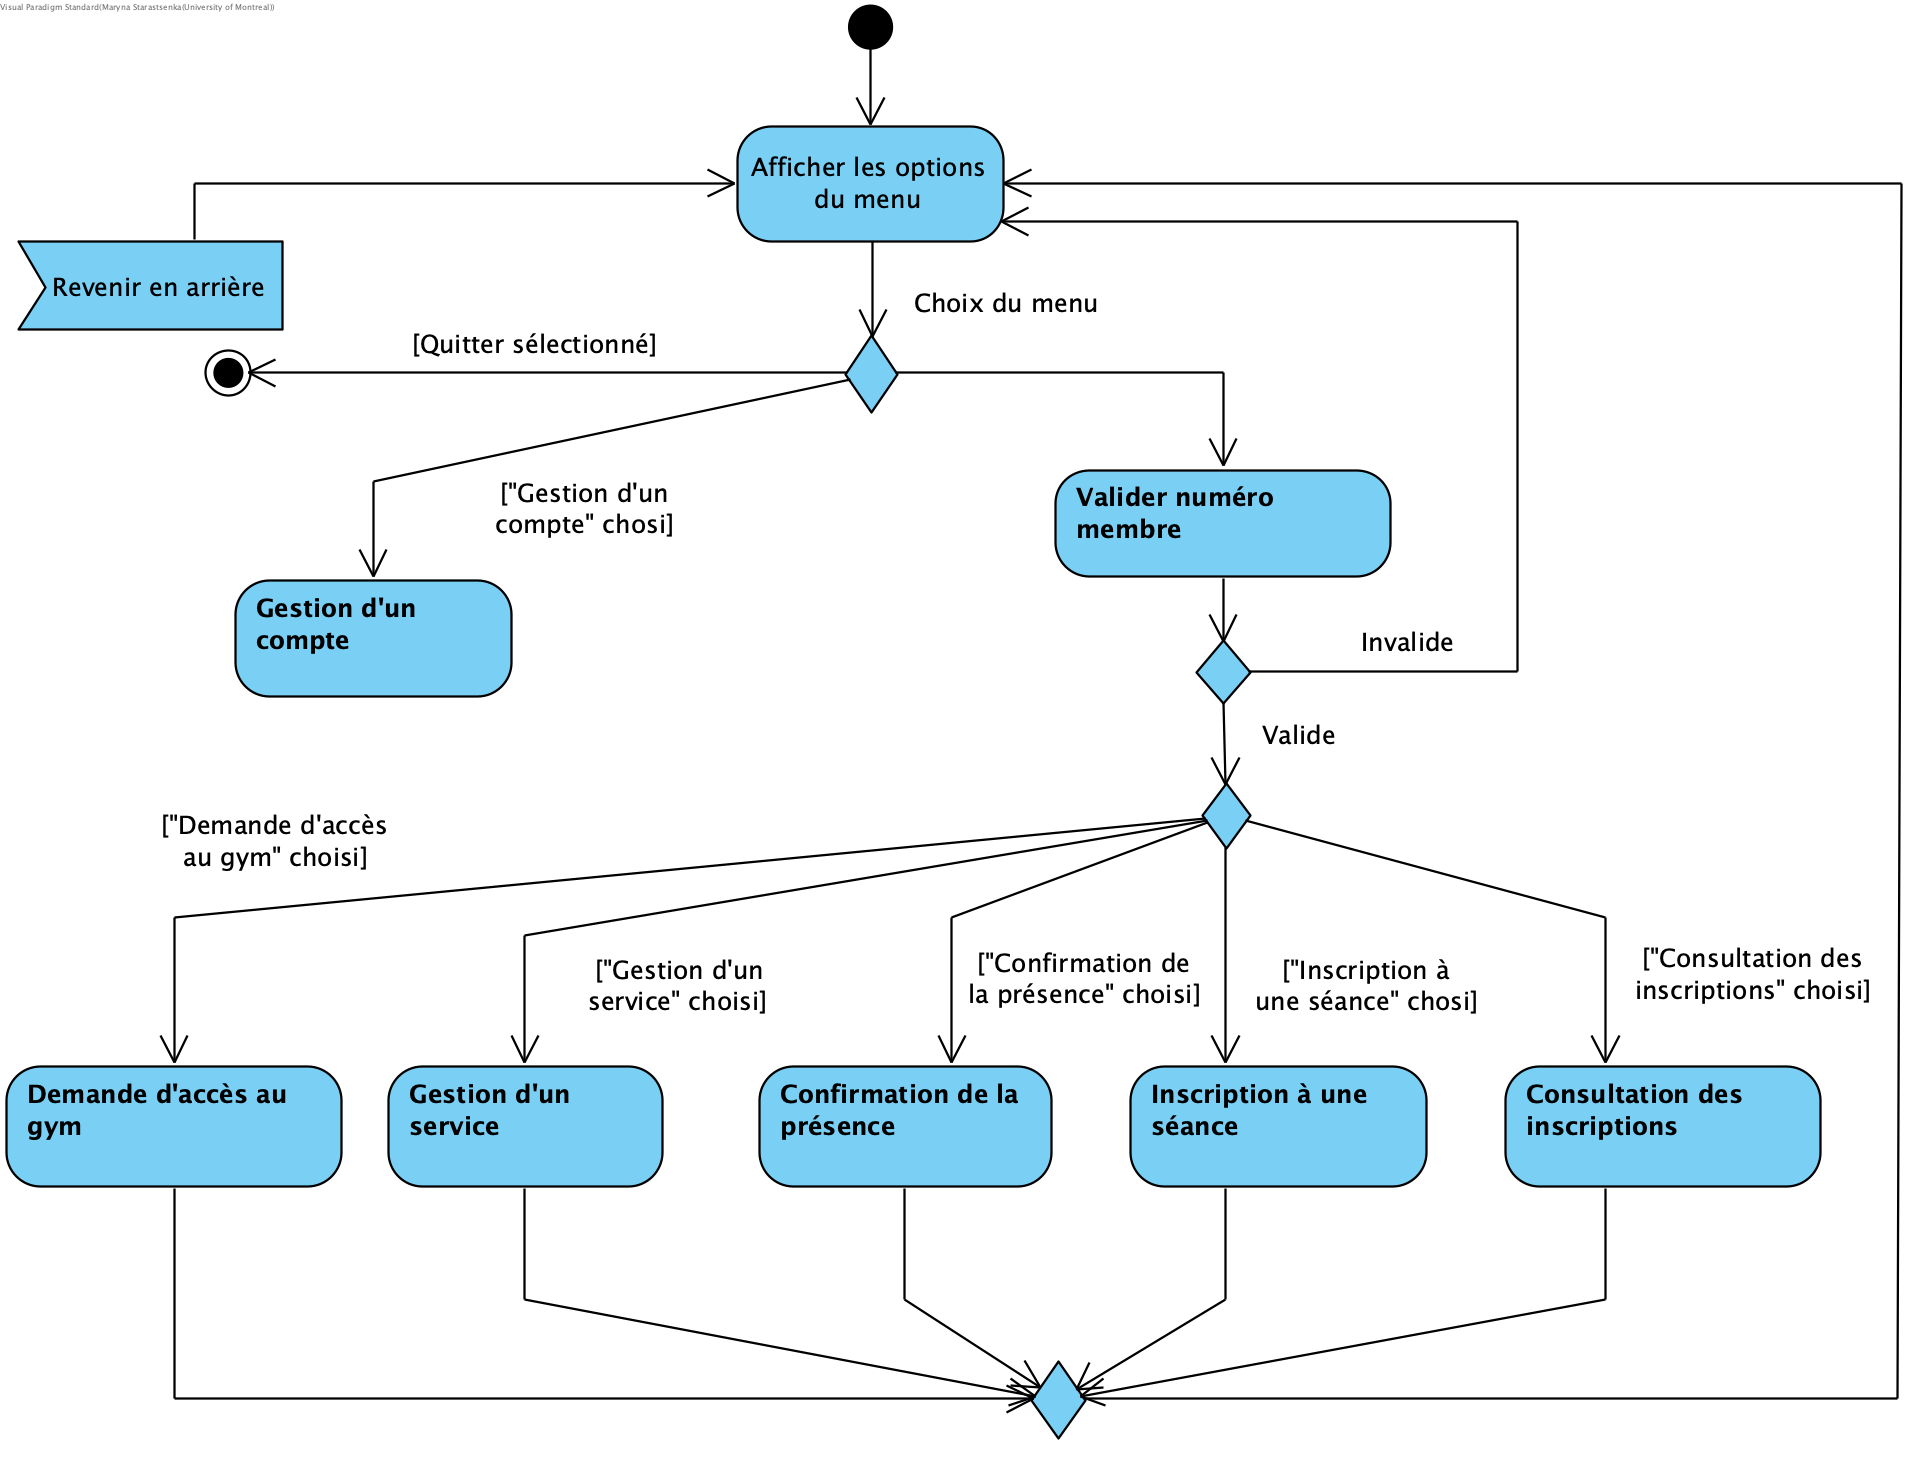 Visual Paradigm Standard(Maryna Starastsenka(University of Montreal))
Afficher les options
du menu
Revenir en arrière
Choix du menu
[Quitter sélectionné]
["Gestion d'un
compte" chosi]
Valider numéro
membre
Gestion d'un
compte
Invalide
Valide
["Demande d'accès
au gym" choisi]
["Gestion d'un
service" choisi]
["Confirmation de
la présence" choisi]
["Inscription à
une séance" chosi]
["Consultation des
inscriptions" choisi]
Demande d'accès au
gym
Gestion d'un
service
Confirmation de la
présence
Inscription à une
séance
Consultation des
inscriptions